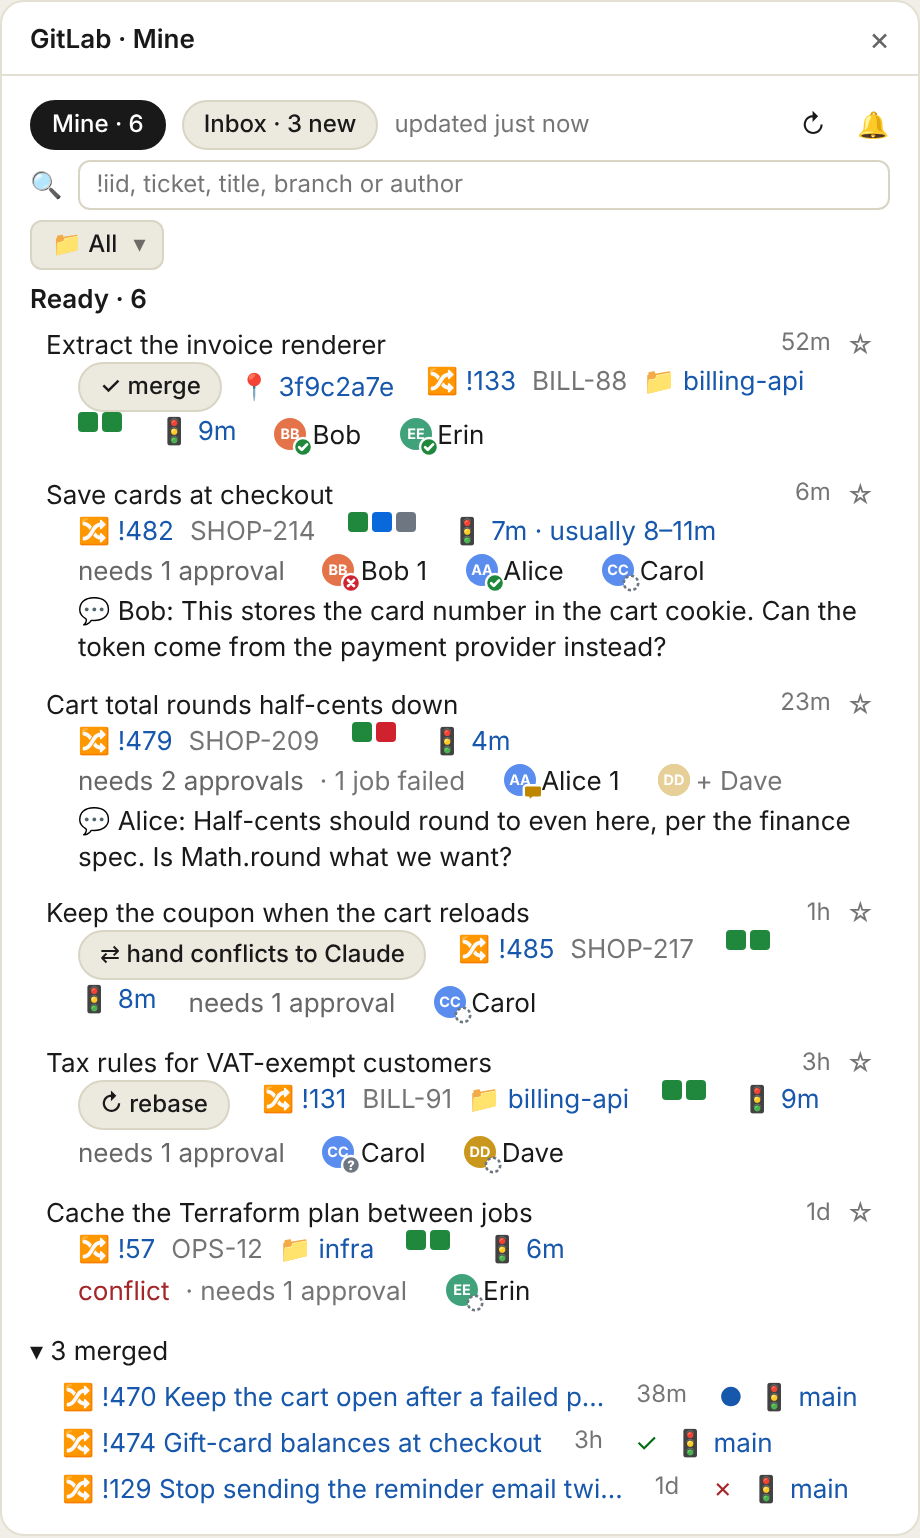 GitLab · Mine ×
Mine · 6 Inbox · 3 new updated just now
!iid, ticket, title, branch or author
All ▾
Ready · 6
Extract the invoice renderer 52m ☆
✓ merge 3f9c2a7e !133 BILL-88 billing-api
9m BB Bob EE Erin
Save cards at checkout 6m ☆
!482 SHOP-214 7m · usually 8–11m
needs 1 approval BB Bob 1 AA Alice CC Carol
Bob: This stores the card number in the cart cookie. Can the
token come from the payment provider instead?
Cart total rounds half-cents down 23m ☆
!479 SHOP-209 4m
needs 2 approvals · 1 job failed AA Alice 1 DD + Dave
Alice: Half-cents should round to even here, per the finance
spec. Is Math.round what we want?
Keep the coupon when the cart reloads 1h ☆
⇄ hand conflicts to Claude !485 SHOP-217
8m needs 1 approval CC Carol
Tax rules for VAT-exempt customers 3h ☆
↻ rebase !131 BILL-91 billing-api 9m
needs 1 approval CC ? Carol DD Dave
Cache the Terraform plan between jobs 1d ☆
!57 OPS-12 infra 6m
conflict · needs 1 approval EE Erin
▾ 3 merged
!470 Keep the cart open after a failed p... 38m main
!474 Gift-card balances at checkout 3h ✓ main
!129 Stop sending the reminder email twi... 1d × main